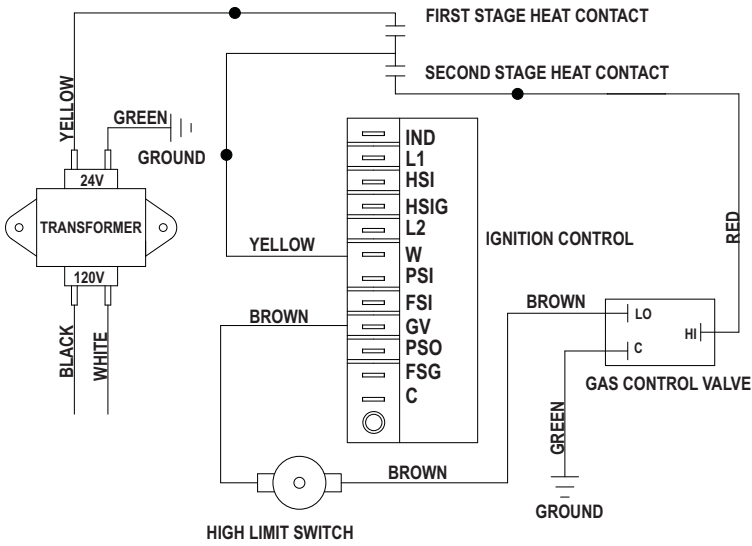 FIRST STAGE HEAT CONTACT
SECOND STAGE HEAT CONTACT
YELLOW
GREEN
GROUND
24V
TRANSFORMER
120V
BLACK
WHITE
YELLOW
BROWN
IND
L1
HSI
HSIG
L2
W
PSI
FSI
GV
PSO
FSG
C
IGNITION CONTROL
RED
BROWN
LO
HI
C
GAS CONTROL VALVE
GREEN
GROUND
BROWN
HIGH LIMIT SWITCH